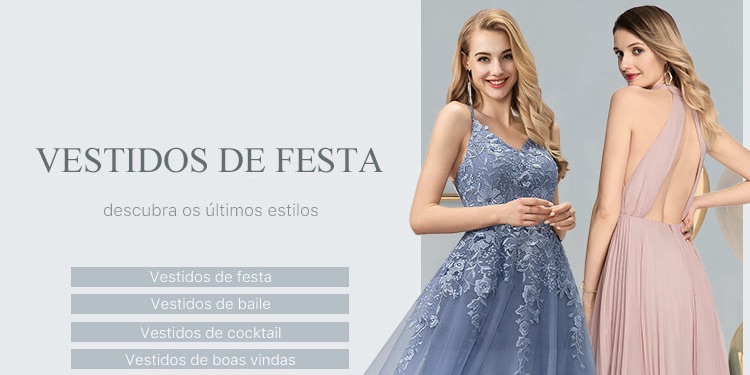 VESTIDOS DE FESTA
descubra os últimos estilos
Vestidos de festa
Vestidos de baile
Vestidos de cocktail
Vestidos de boas vindas